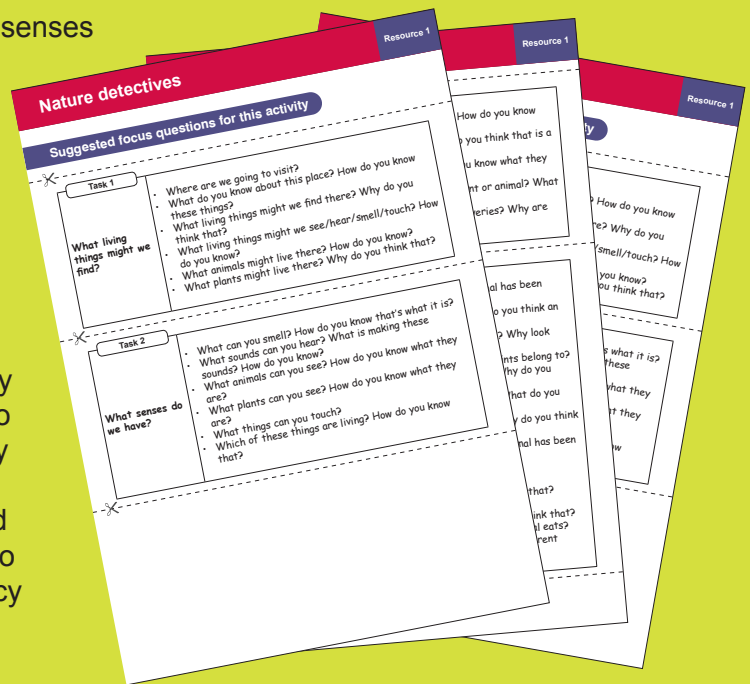 senses
y
o
y
d
o
cy
Nature detectives
Resource 1
Suggested focus questions for this activity
Task 1
What living
things might we
find?
• Where are we going to visit?
• What do you know about this place? How do you know
these things?
• What living things might we find there? Why do you
think that?
• What living things might we see/hear/smell/touch? How
do you know?
• What animals might live there? How do you know?
• What plants might live there? Why do you think that?
Task 2
What senses do
we have?
• What can you smell? How do you know that's what it is?
• What sounds can you hear? What is making these
sounds? How do you know?
• What animals can you see? How do you know what they
are?
• What plants can you see? How do you know what they
are?
• What things can you touch?
• Which of these things are living? How do you know
that?
Resource 1
How do you know
you think that is a
u know what they
nt or animal? What
eries? Why are
al has been
o you think an
? Why look
nts belong to?
Why do you
hat do you
y do you think
nal has been
that?
ink that?
l eats?
rent
Resource 1
ty
? How do you know
re? Why do you
/smell/touch? How
you know?
ou think that?
s what it is?
these
what they
at they
ow